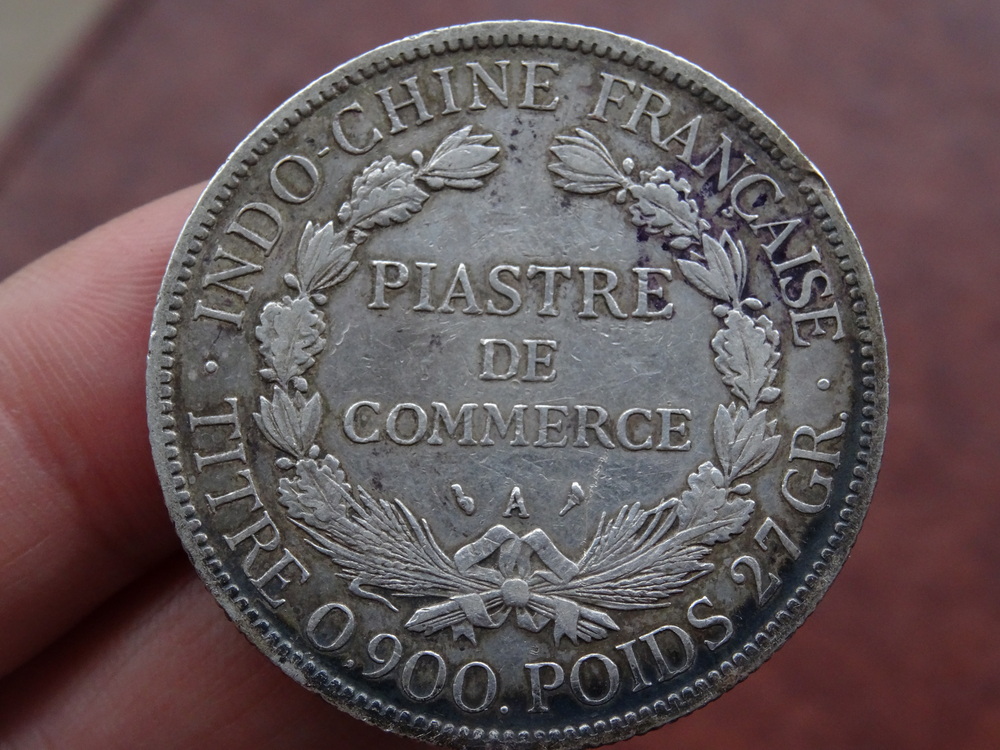 INDO-CHINE FRANÇAISE
PIASTRE
DE
COMMERCE
A
TITRE 0,900. POIDS 27 GR.